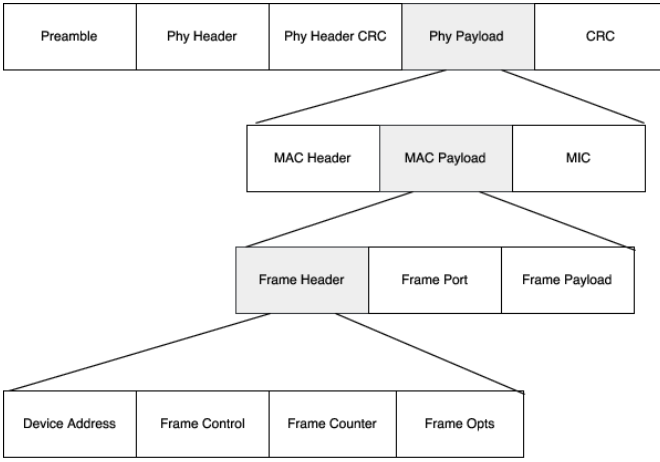 Preamble
Phy Header
Phy Header CRC
Phy Payload
CRC
MAC Header
MAC Payload
MIC
Frame Header
Frame Port
Frame Payload
Device Address
Frame Control
Frame Counter
Frame Opts